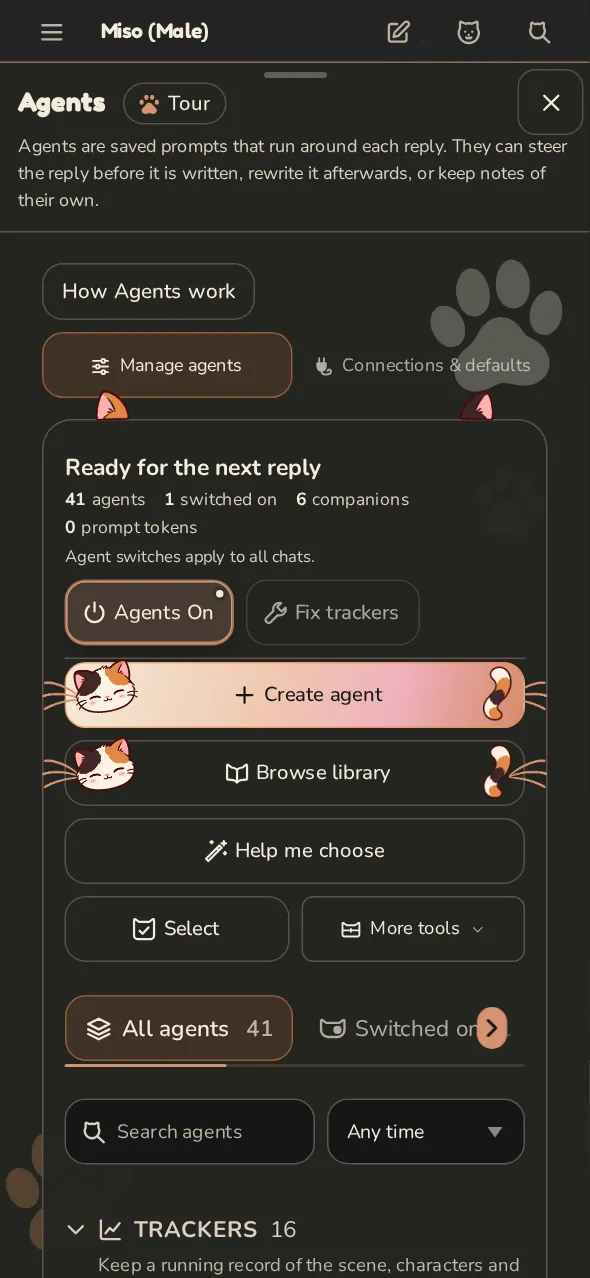 Miso (Male)
Agents
Tour
Agents are saved prompts that run around each reply. They can steer
the reply before it is written, rewrite it afterwards, or keep notes of
their own.
How Agents work
Manage agents
Connections & defaults
Ready for the next reply
41 agents 1 switched on 6 companions
0 prompt tokens
Agent switches apply to all chats.
Agents On
Fix trackers
Create agent
Browse library
Help me choose
Select
More tools
All agents 41
Switched on
Search agents
Any time
TRACKERS 16
Keep a running record of the scene, characters and